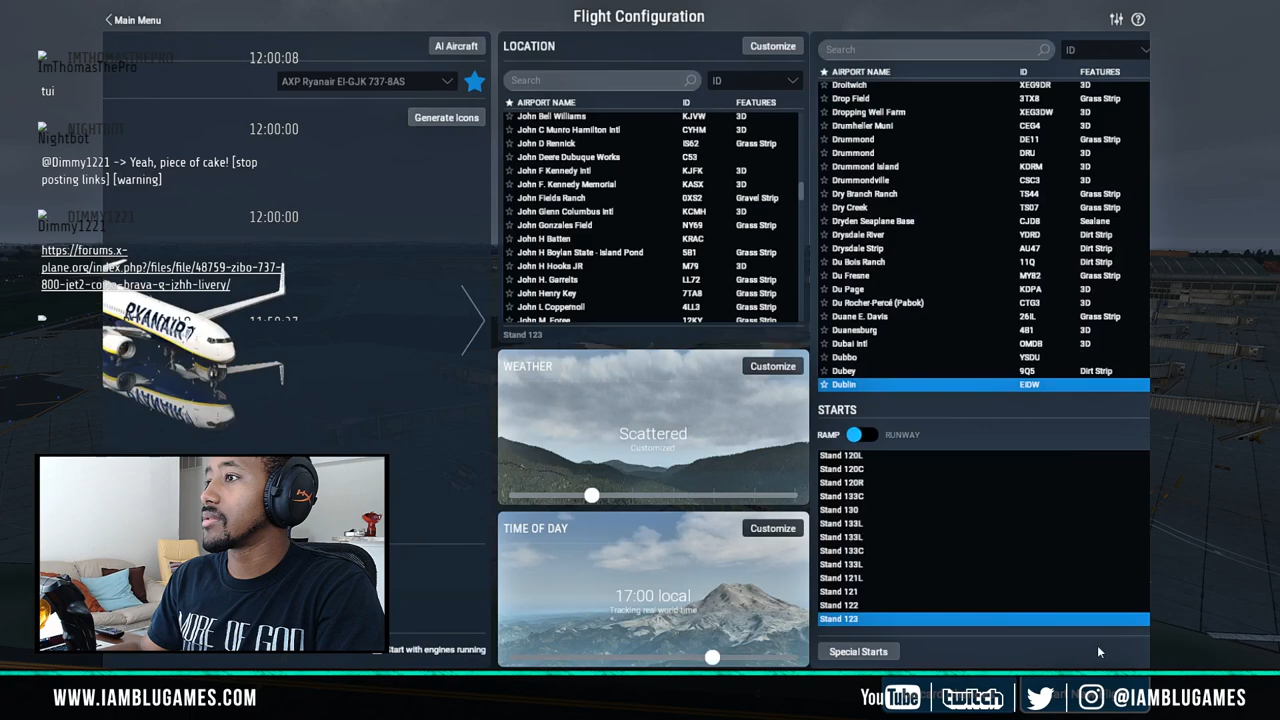 Main Menu
Flight Configuration
IMTHOMASTHEPRO
ImThomasThePro
12:00:08
tui
NIGHTBOT
Nightbot
12:00:00
@Dimmy1221 -> Yeah, piece of cake! [stop
posting links] [warning]
DIMMY1221
Dimmy1221
12:00:00
https://forums.x-
plane.org/index.php?/files/file/48759-zibo-737-
800-jet2-
-brava-g-jzhh-livery/
AI Aircraft
AXP Ryanair EI-GJK 737-8AS
Generate Icons
RYANAIR
Start with engines running
LOCATION
Customize
Search
ID
AIRPORT NAME ID FEATURES
John Bell Williams KJVW 3D
John C Munro Hamilton Intl CYHM 3D
John D Rennick IS62 Grass Strip
John Deere Dubuque Works C53
John F Kennedy Intl KJFK 3D
John F. Kennedy Memorial KASX 3D
John Fields Ranch 0XS2 Gravel Strip
John Glenn Columbus Intl KCMH 3D
John Gonzales Field NY69 Grass Strip
John H Batten KRAC
John H Boylan State - Island Pond 5B1 Grass Strip
John H Hooks JR M79 3D
John H. Garrelts LL72 Grass Strip
John Henry Key 7TA8 Grass Strip
John L Coppernoll 4LL3 Grass Strip
John M. Foree 12KY Grass Strip
Stand 123
WEATHER
Customize
Scattered
Customized
TIME OF DAY
Customize
17:00 local
Tracking real world time
Search
ID
AIRPORT NAME ID FEATURES
Droitwich XEG9DR 3D
Drop Field 3TX8 Grass Strip
Dropping Well Farm XEG3DW 3D
Drumheller Muni CEG4 3D
Drummond DE11 Grass Strip
Drummond DRU 3D
Drummond Island KDRM 3D
Drummondville CSC3 3D
Dry Branch Ranch TS44 Grass Strip
Dry Creek TS07 Grass Strip
Dryden Seaplane Base CJD8 Sealane
Drysdale River YDRD Dirt Strip
Drysdale Strip AU47 Dirt Strip
Du Bois Ranch 11Q Dirt Strip
Du Fresne MY82 Grass Strip
Du Page KDPA 3D
Du Rocher-Percé (Pabok) CTG3 3D
Duane E. Davis 26IL Grass Strip
Duanesburg 4B1 3D
Dubai Intl OMDB 3D
Dubbo YSDU
Dubey 9Q5 Dirt Strip
Dublin EIDW
STARTS
RAMP RUNWAY
Stand 120L
Stand 120C
Stand 120R
Stand 133C
Stand 130
Stand 133L
Stand 133L
Stand 133C
Stand 133L
Stand 121L
Stand 121
Stand 122
Stand 123
Special Starts
HX
MORE OF GOD
WWW.IAMBLUGAMES.COM
YouTube
twitch
@IAMBLUGAMES